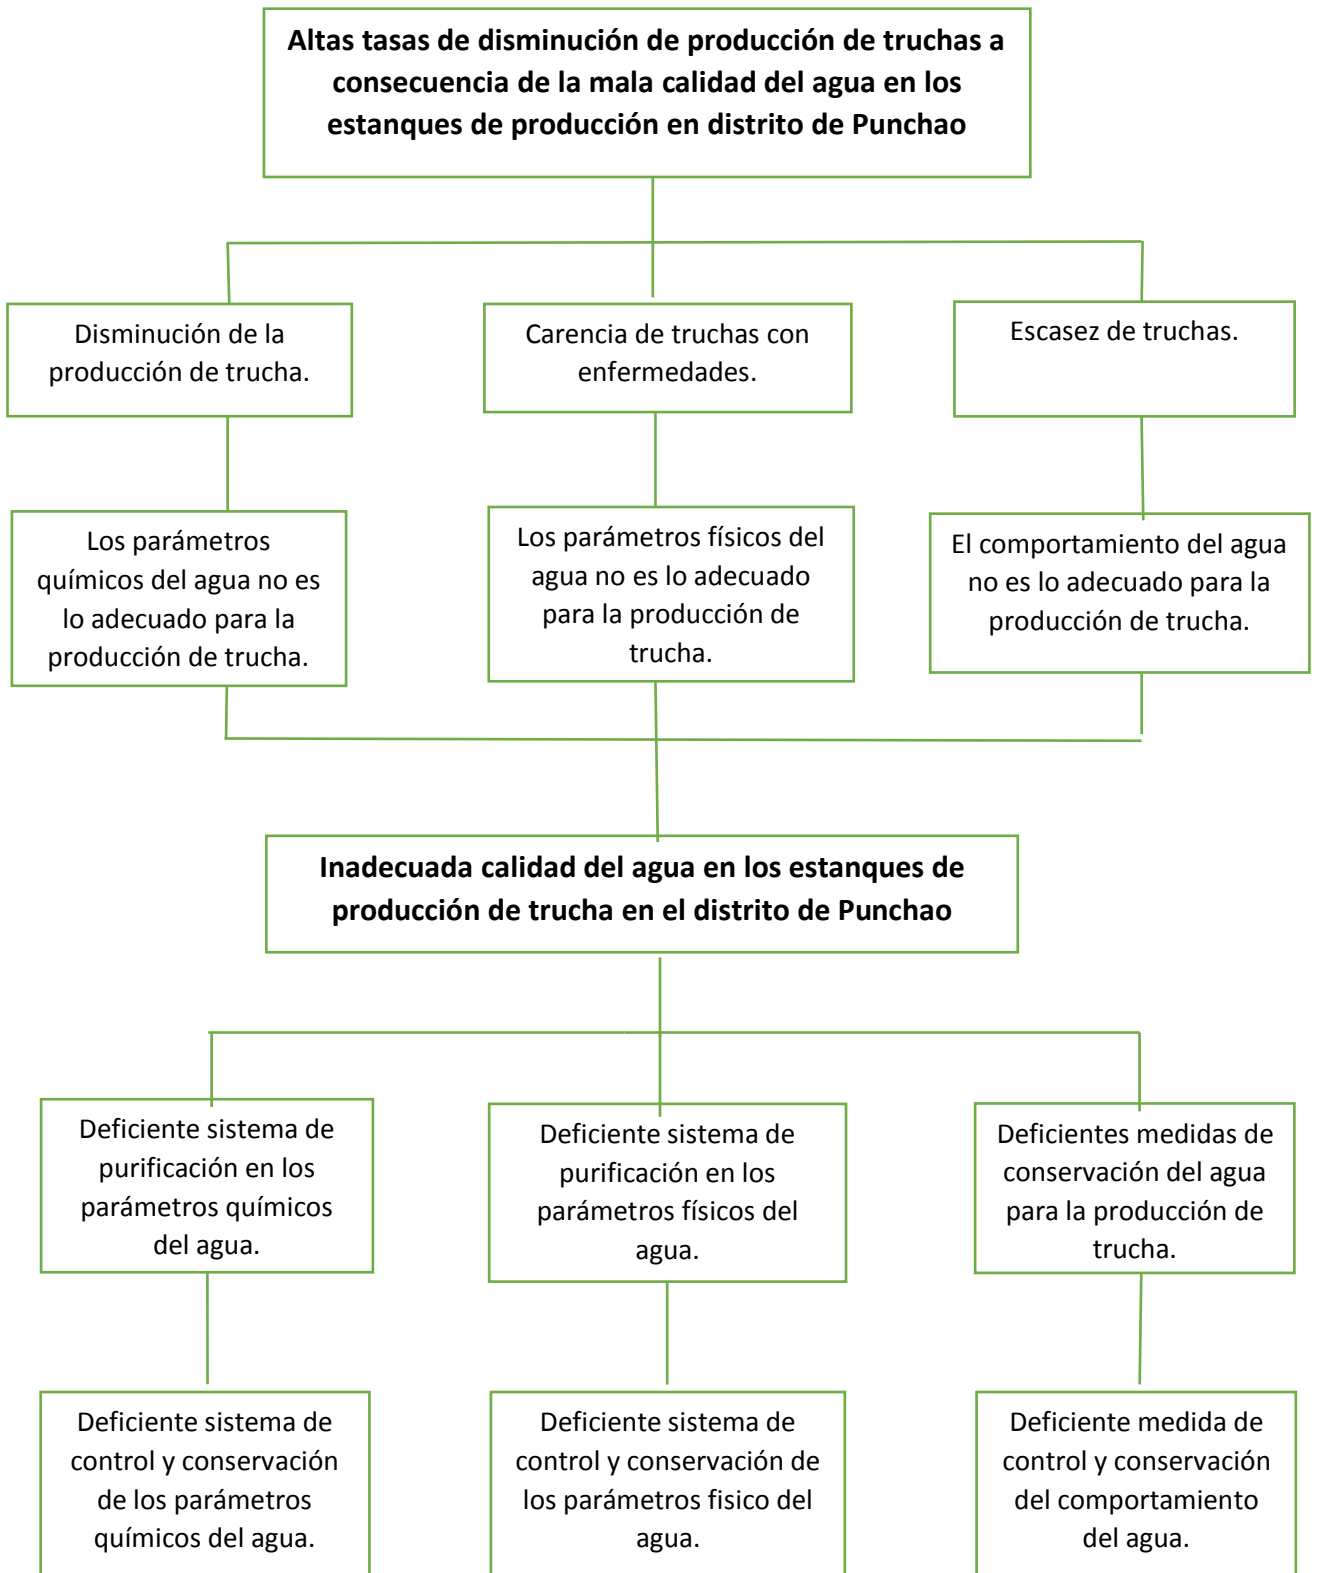 Altas tasas de disminución de producción de truchas a
consecuencia de la mala calidad del agua en los
estanques de producción en distrito de Punchao
Disminución de la
producción de trucha.
Carencia de truchas con
enfermedades.
Escasez de truchas.
Los parámetros
químicos del agua no es
lo adecuado para la
producción de trucha.
Los parámetros físicos del
agua no es lo adecuado
para la producción de
trucha.
El comportamiento del agua
no es lo adecuado para la
producción de trucha.
Inadecuada calidad del agua en los estanques de
producción de trucha en el distrito de Punchao
Deficiente sistema de
purificación en los
parámetros químicos
del agua.
Deficiente sistema de
purificación en los
parámetros físicos del
agua.
Deficientes medidas de
conservación del agua
para la producción de
trucha.
Deficiente sistema de
control y conservación
de los parámetros
químicos del agua.
Deficiente sistema de
control y conservación de
los parámetros fisico del
agua.
Deficiente medida de
control y conservación
del comportamiento
del agua.